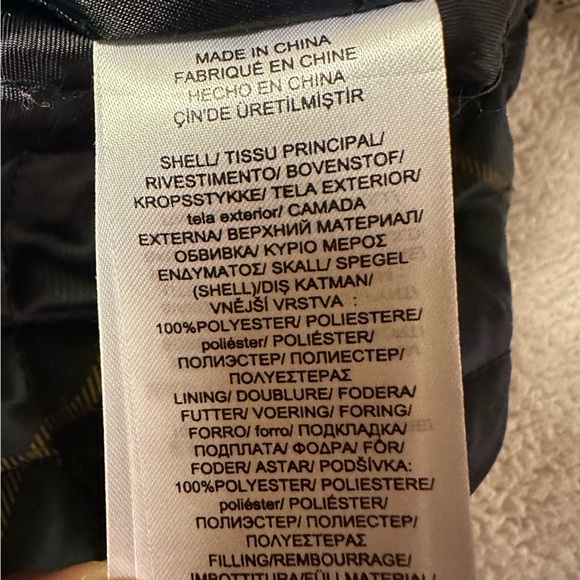 MADE IN CHINA
FABRIQUÉ EN CHINE
HECHO EN CHINA
ÇİN'DE ÜRETİLMİŞTİR
SHELL/ TISSU PRINCIPAL/
RIVESTIMENTO/ BOVENSTOF/
KROPSSTYKKE/ TELA EXTERIOR/
tela exterior/ CAMADA
EXTERNA/ ВЕРХНИЙ МАТЕРИАЛ/
ОБВИВКА/ ΚΥΡΙΟ ΜΕΡΟΣ
ΕΝΔΥΜΑΤΟΣ/ SKALL/ SPEGEL
(SHELL)/DIŞ KATMAN/
VNĚJŠÍ VRSTVA :
100%POLYESTER/ POLIESTERE/
poliéster/ POLIÉSTER/
ПОЛИЭСТЕР/ ПОЛИЕСТЕР/
ΠΟΛΥΕΣΤΕΡΑΣ
LINING/ DOUBLURE/ FODERA/
FUTTER/ VOERING/ FORING/
FORRO/ forro/ ПОДКЛАДКА/
ПОДПЛАТА/ ΦΟΔΡΑ/ FÔR/
FODER/ ASTAR/ PODŠÍVKA:
100%POLYESTER/ POLIESTERE/
poliéster/ POLIÉSTER/
ПОЛИЭСТЕР/ ПОЛИЕСТЕР/
ΠΟΛΥΕΣΤΕΡΑΣ
FILLING/REMBOURRAGE/
IMBOTTITURA/FÜLLMATERIAL/